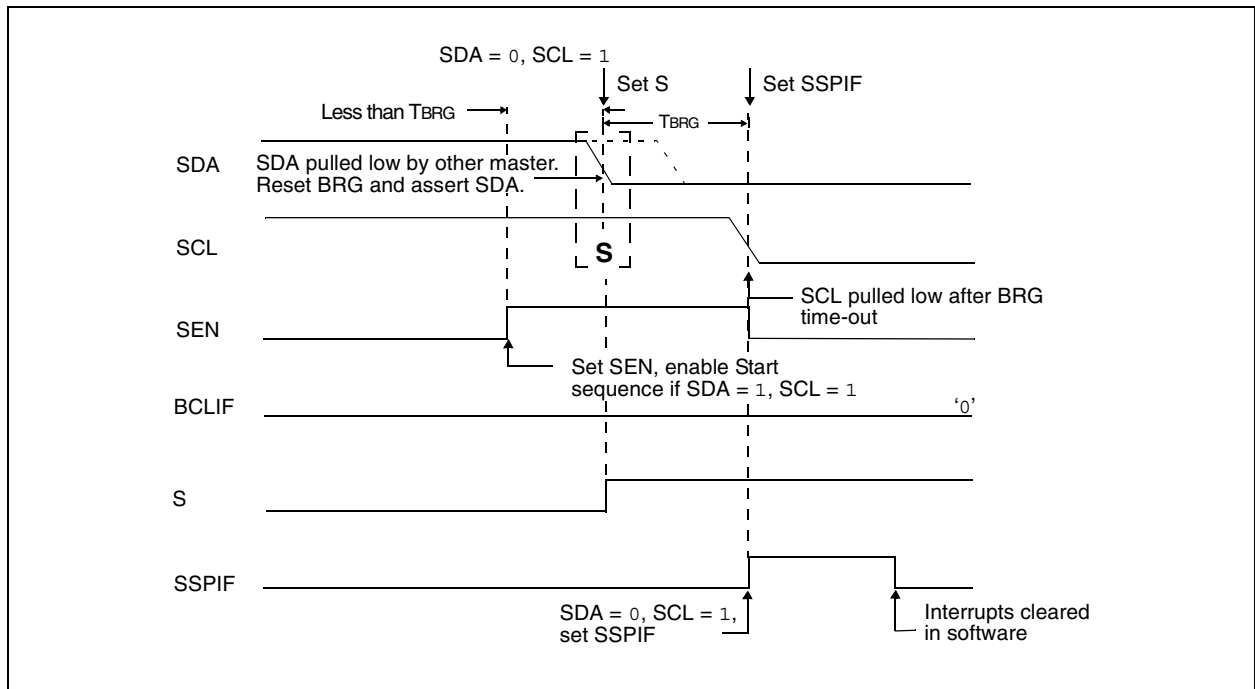 SDA = 0, SCL = 1
Set S
Set SSPIF
Less than TBRG
TBRG
SDA
SDA pulled low by other master.
Reset BRG and assert SDA.
SCL
S
SCL pulled low after BRG
time-out
SEN
Set SEN, enable Start
sequence if SDA = 1, SCL = 1
BCLIF
‘0’
S
SSPIF
SDA = 0, SCL = 1,
set SSPIF
Interrupts cleared
in software